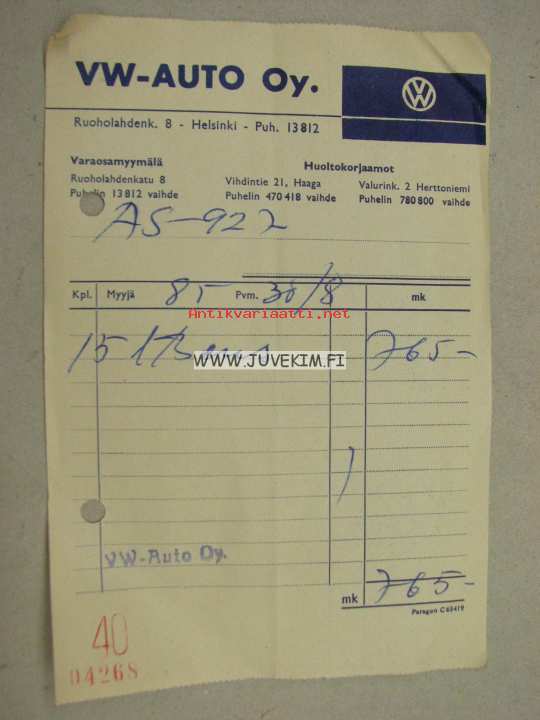 VW-AUTO Oy.
Ruoholahdenk. 8 - Helsinki - Puh. 13812
Varaosamyymälä
Ruoholahdenkatu 8
Puhelin 13812 vaihde
Huoltokorjaamot
Vihdintie 21, Haaga
Puhelin 470418 vaihde
Valurink. 2 Herttoniemi
Puhelin 780800 vaihde
AS-922
Kpl. Myyjä 85 Pvm. 30/8 mk
Antikvariaatti.net
15 l 765-
WWW.JUVEKIM.FI
VW-Auto Oy.
mk 765-
Paragon C60419
40
04268